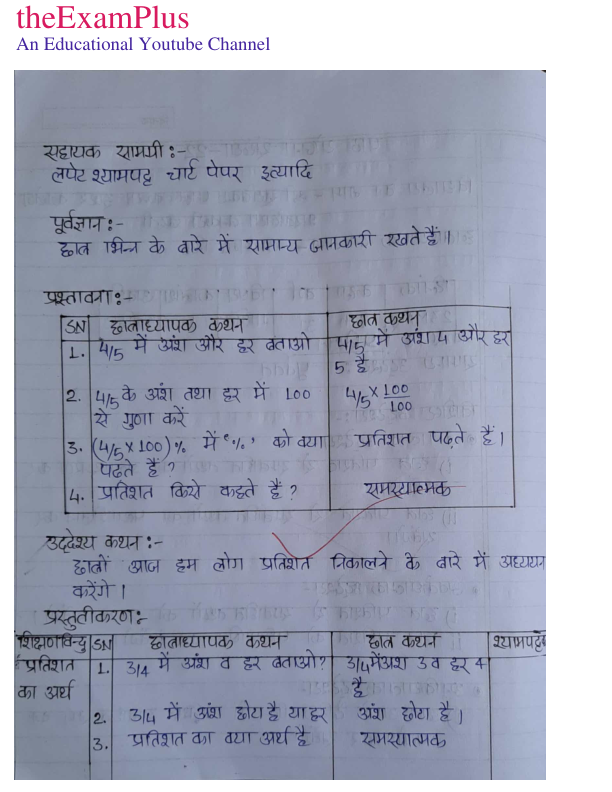 theExamPlus
An Educational Youtube Channel
सहायक सामग्री :-
लपेट श्यामपट्ट चार्ट पेपर इत्यादि
पूर्वज्ञान :-
छात्र भिन्न के बारे में सामान्य जानकारी रखते हैं।
प्रस्तावना :-
SN छात्राध्यापक कथन छात्र कथन
1. 4/5 में अंश और हर बताओ 4/5 में अंश 4 और हर
5 है
2. 4/5 के अंश तथा हर में 100 4/5 × 100/100
से गुणा करें
3. (4/5 × 100) % में '%' को क्या प्रतिशत पढ़ते हैं।
पढ़ते हैं ?
4. प्रतिशत किसे कहते हैं ? समस्यात्मक
उद्देश्य कथन :-
छात्रों आज हम लोग प्रतिशत निकालने के बारे में अध्ययन
करेंगे ।
प्रस्तुतीकरण :-
शिक्षणविन्दु SN छात्राध्यापक कथन छात्र कथन श्यामपट्ट
प्रतिशत 1. 3/4 में अंश व हर बताओ? 3/4 में अंश 3 व हर 4
का अर्थ है
2. 3/4 में अंश छोटा है या हर अंश छोटा है।
3. प्रतिशत का क्या अर्थ है समस्यात्मक